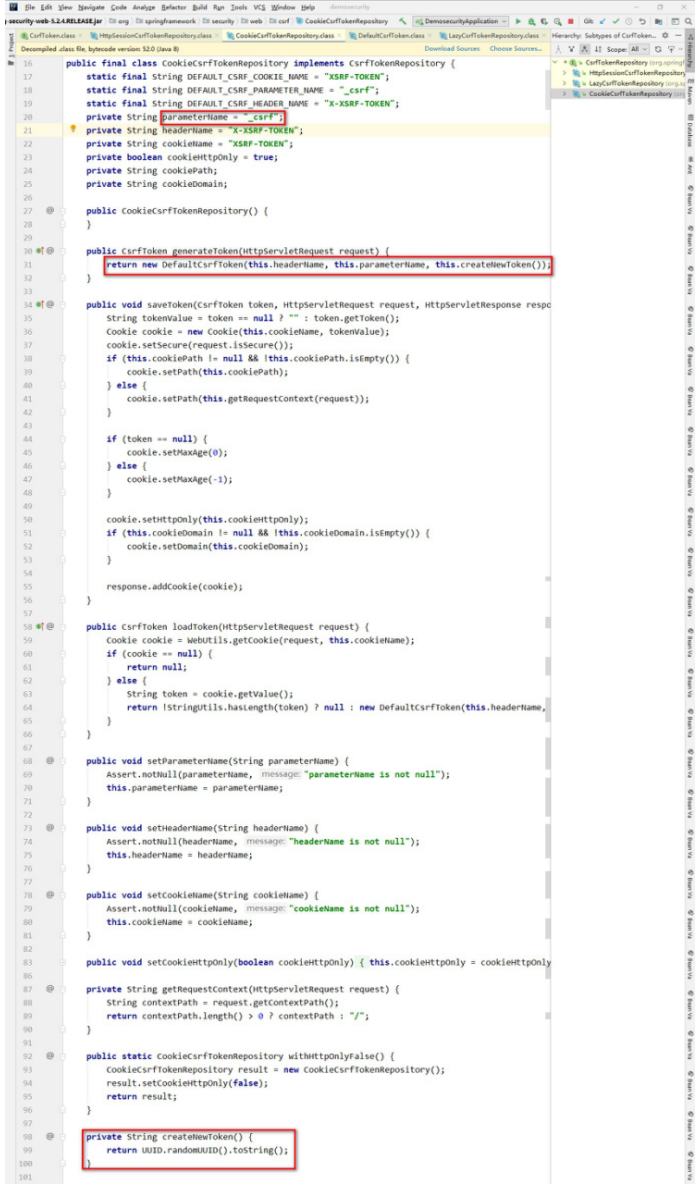 File Edit View Navigate Code Analyze Refactor Build Run Tools VCS Window Help demosecurity
security-web-5.2.4.RELEASE.jar org springframework security web csrf CookieCsrfTokenRepository DemosecurityApplication Git:
CsrfToken.class HttpSessionCsrfTokenRepository.class CookieCsrfTokenRepository.class DefaultCsrfToken.class LazyCsrfTokenRepository.class Hierarchy: Subtypes of CsrfToken...
Decompiled .class file, bytecode version: 52.0 (Java 8) Download Sources Choose Sources... Scope: All
CsrfTokenRepository (org.springf
HttpSessionCsrfTokenRepository
LazyCsrfTokenRepository (org.s
CookieCsrfTokenRepository (org
1: Project
Hierarchy
Maven
Database
Ant
Bean Va
16 public final class CookieCsrfTokenRepository implements CsrfTokenRepository {
17 static final String DEFAULT_CSRF_COOKIE_NAME = "XSRF-TOKEN";
18 static final String DEFAULT_CSRF_PARAMETER_NAME = "_csrf";
19 static final String DEFAULT_CSRF_HEADER_NAME = "X-XSRF-TOKEN";
20 private String parameterName = "_csrf";
21 private String headerName = "X-XSRF-TOKEN";
22 private String cookieName = "XSRF-TOKEN";
23 private boolean cookieHttpOnly = true;
24 private String cookiePath;
25 private String cookieDomain;
26
27 @ public CookieCsrfTokenRepository() {
28 }
29
30 @ public CsrfToken generateToken(HttpServletRequest request) {
31 return new DefaultCsrfToken(this.headerName, this.parameterName, this.createNewToken());
32 }
33
34 @ public void saveToken(CsrfToken token, HttpServletRequest request, HttpServletResponse respo
35 String tokenValue = token == null ? "" : token.getToken();
36 Cookie cookie = new Cookie(this.cookieName, tokenValue);
37 cookie.setSecure(request.isSecure());
38 if (this.cookiePath != null && !this.cookiePath.isEmpty()) {
39 cookie.setPath(this.cookiePath);
40 } else {
41 cookie.setPath(this.getRequestContext(request));
42 }
43
44 if (token == null) {
45 cookie.setMaxAge(0);
46 } else {
47 cookie.setMaxAge(-1);
48 }
49
50 cookie.setHttpOnly(this.cookieHttpOnly);
51 if (this.cookieDomain != null && !this.cookieDomain.isEmpty()) {
52 cookie.setDomain(this.cookieDomain);
53 }
54
55 response.addCookie(cookie);
56 }
57
58 @ public CsrfToken loadToken(HttpServletRequest request) {
59 Cookie cookie = WebUtils.getCookie(request, this.cookieName);
60 if (cookie == null) {
61 return null;
62 } else {
63 String token = cookie.getValue();
64 return !StringUtils.hasLength(token) ? null : new DefaultCsrfToken(this.headerName,
65 }
66 }
67
68 @ public void setParameterName(String parameterName) {
69 Assert.notNull(parameterName, message: "parameterName is not null");
70 this.parameterName = parameterName;
71 }
72
73 @ public void setHeaderName(String headerName) {
74 Assert.notNull(headerName, message: "headerName is not null");
75 this.headerName = headerName;
76 }
77
78 @ public void setCookieName(String cookieName) {
79 Assert.notNull(cookieName, message: "cookieName is not null");
80 this.cookieName = cookieName;
81 }
82
83 public void setCookieHttpOnly(boolean cookieHttpOnly) { this.cookieHttpOnly = cookieHttpOnly
86
87 @ private String getRequestContext(HttpServletRequest request) {
88 String contextPath = request.getContextPath();
89 return contextPath.length() > 0 ? contextPath : "/";
90 }
91
92 @ public static CookieCsrfTokenRepository withHttpOnlyFalse() {
93 CookieCsrfTokenRepository result = new CookieCsrfTokenRepository();
94 result.setCookieHttpOnly(false);
95 return result;
96 }
97
98 @ private String createNewToken() {
99 return UUID.randomUUID().toString();
100 }
101